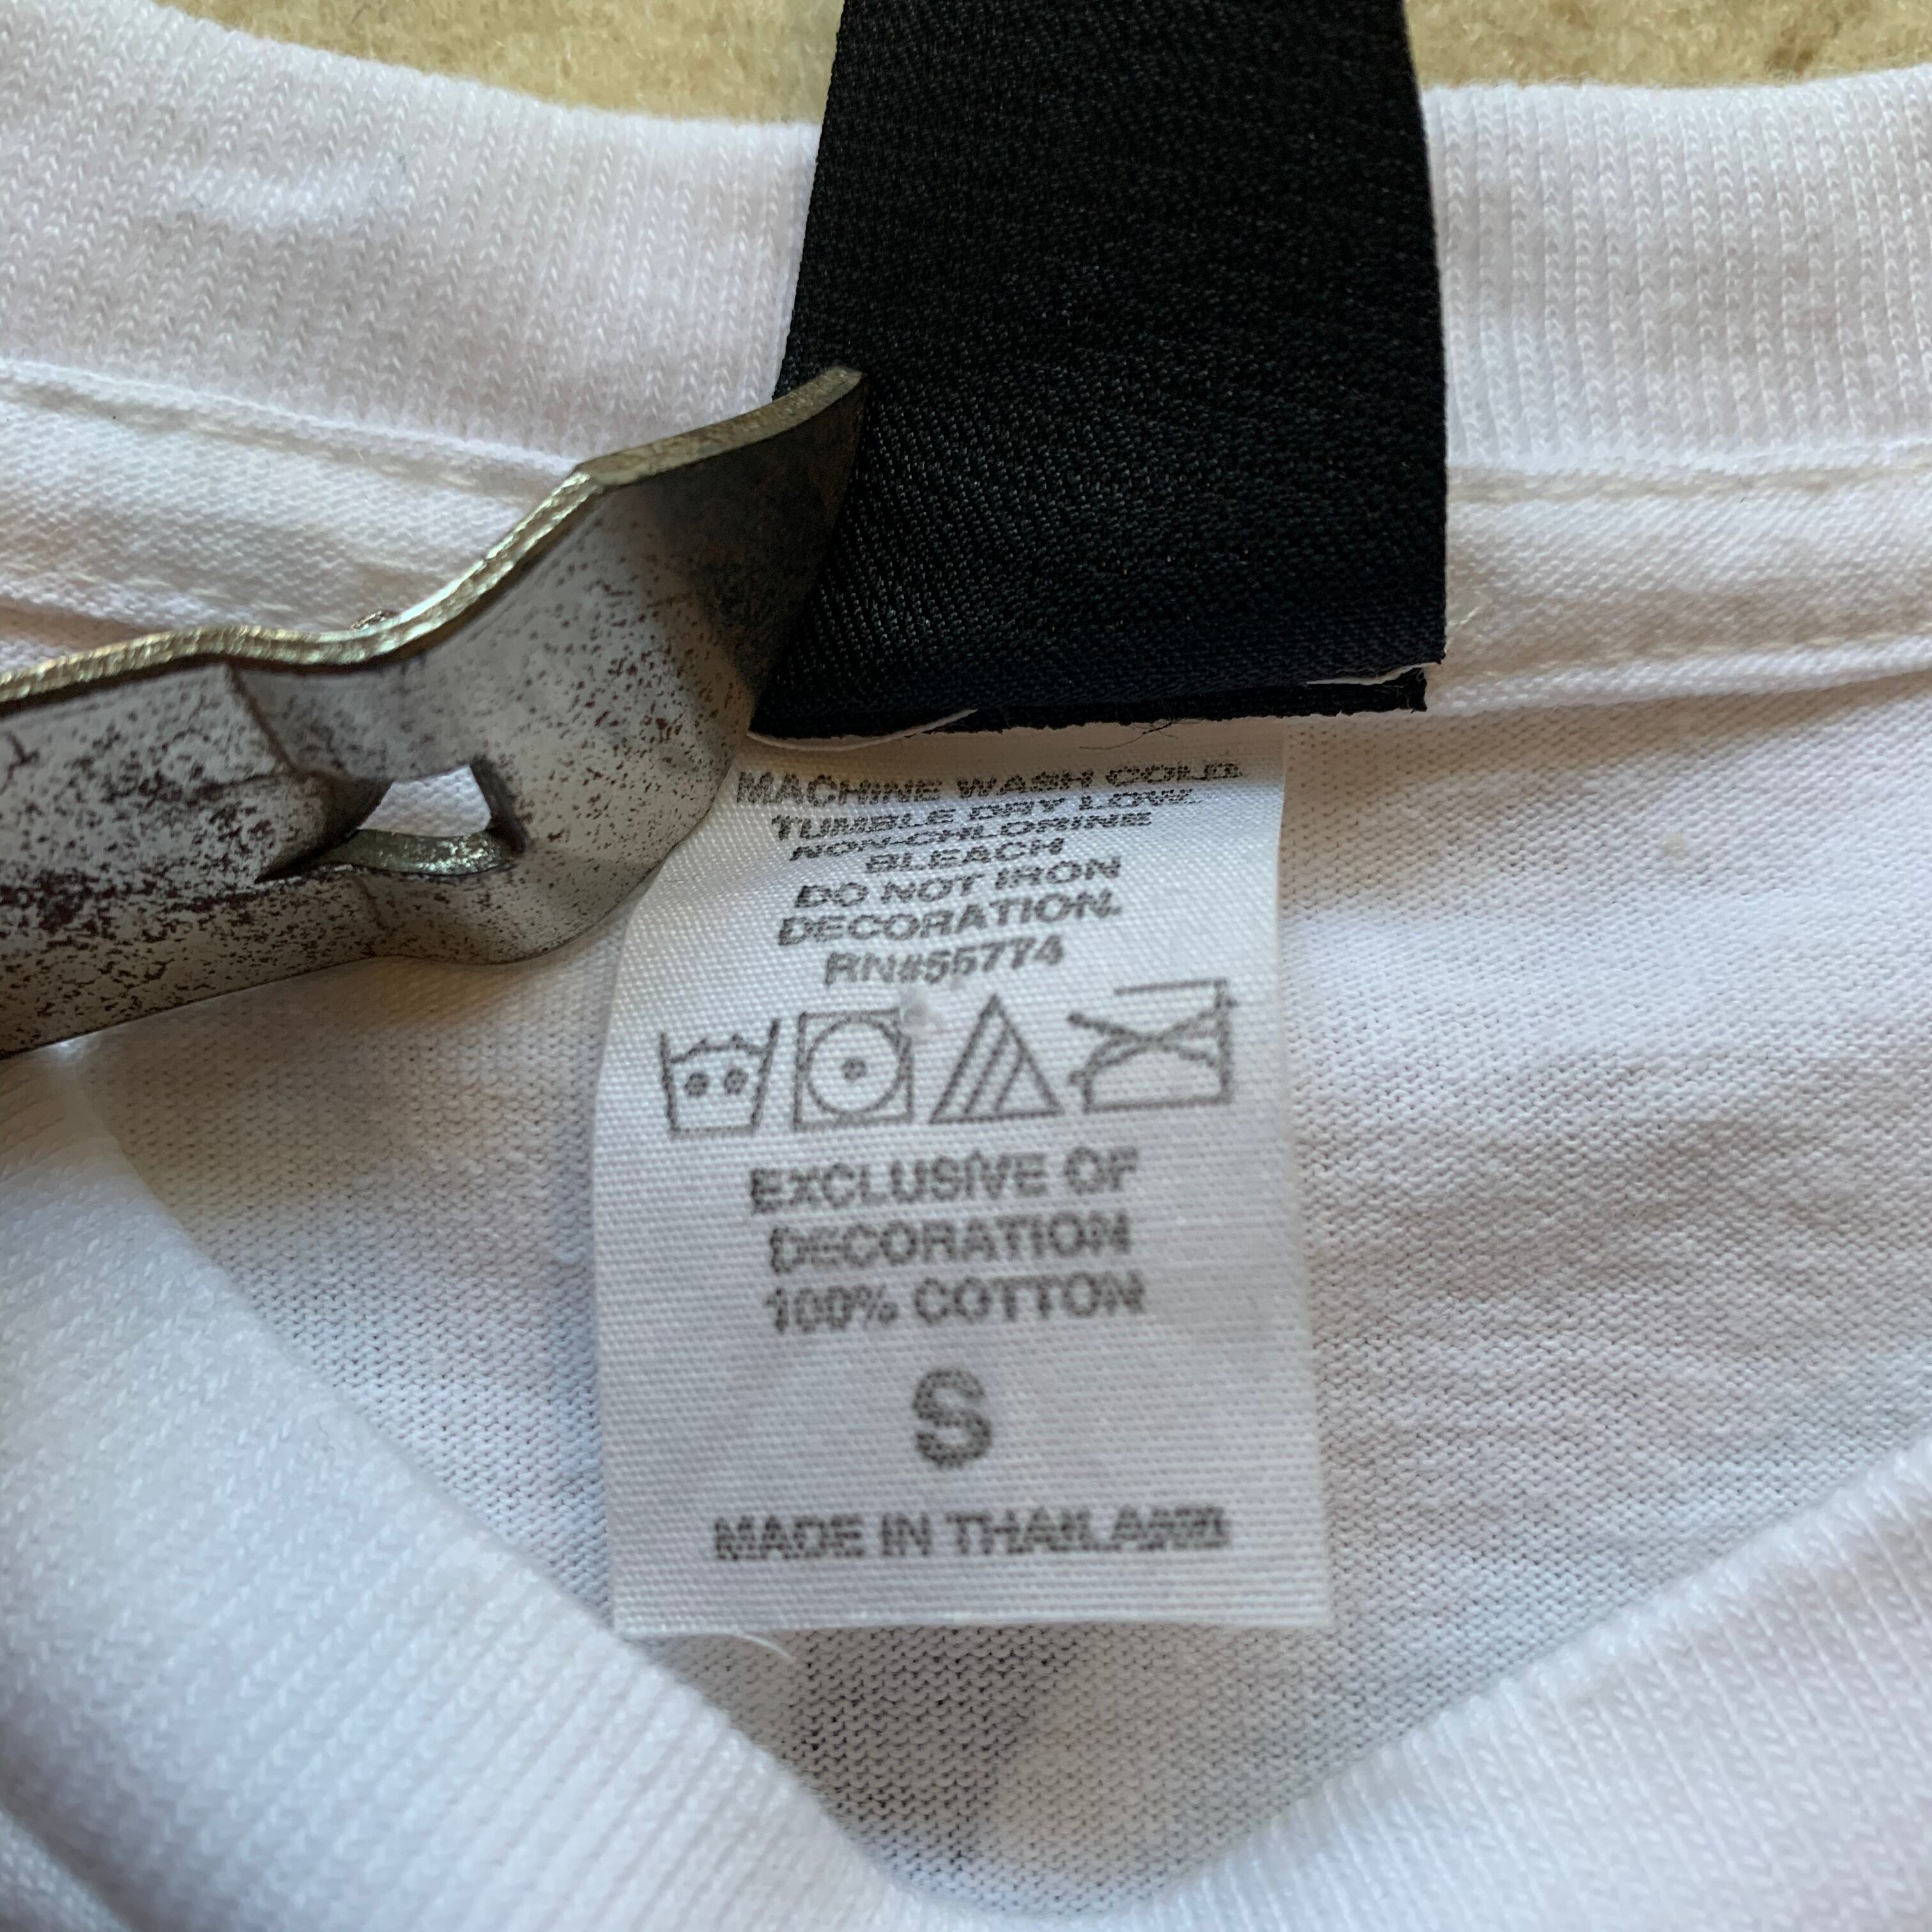 MACHINE WASH COLD.
TUMBLE DRY LOW.
NON-CHLORINE
BLEACH
DO NOT IRON
DECORATION.
RN#55774
EXCLUSIVE OF
DECORATION
100% COTTON
S
MADE IN THAILAND